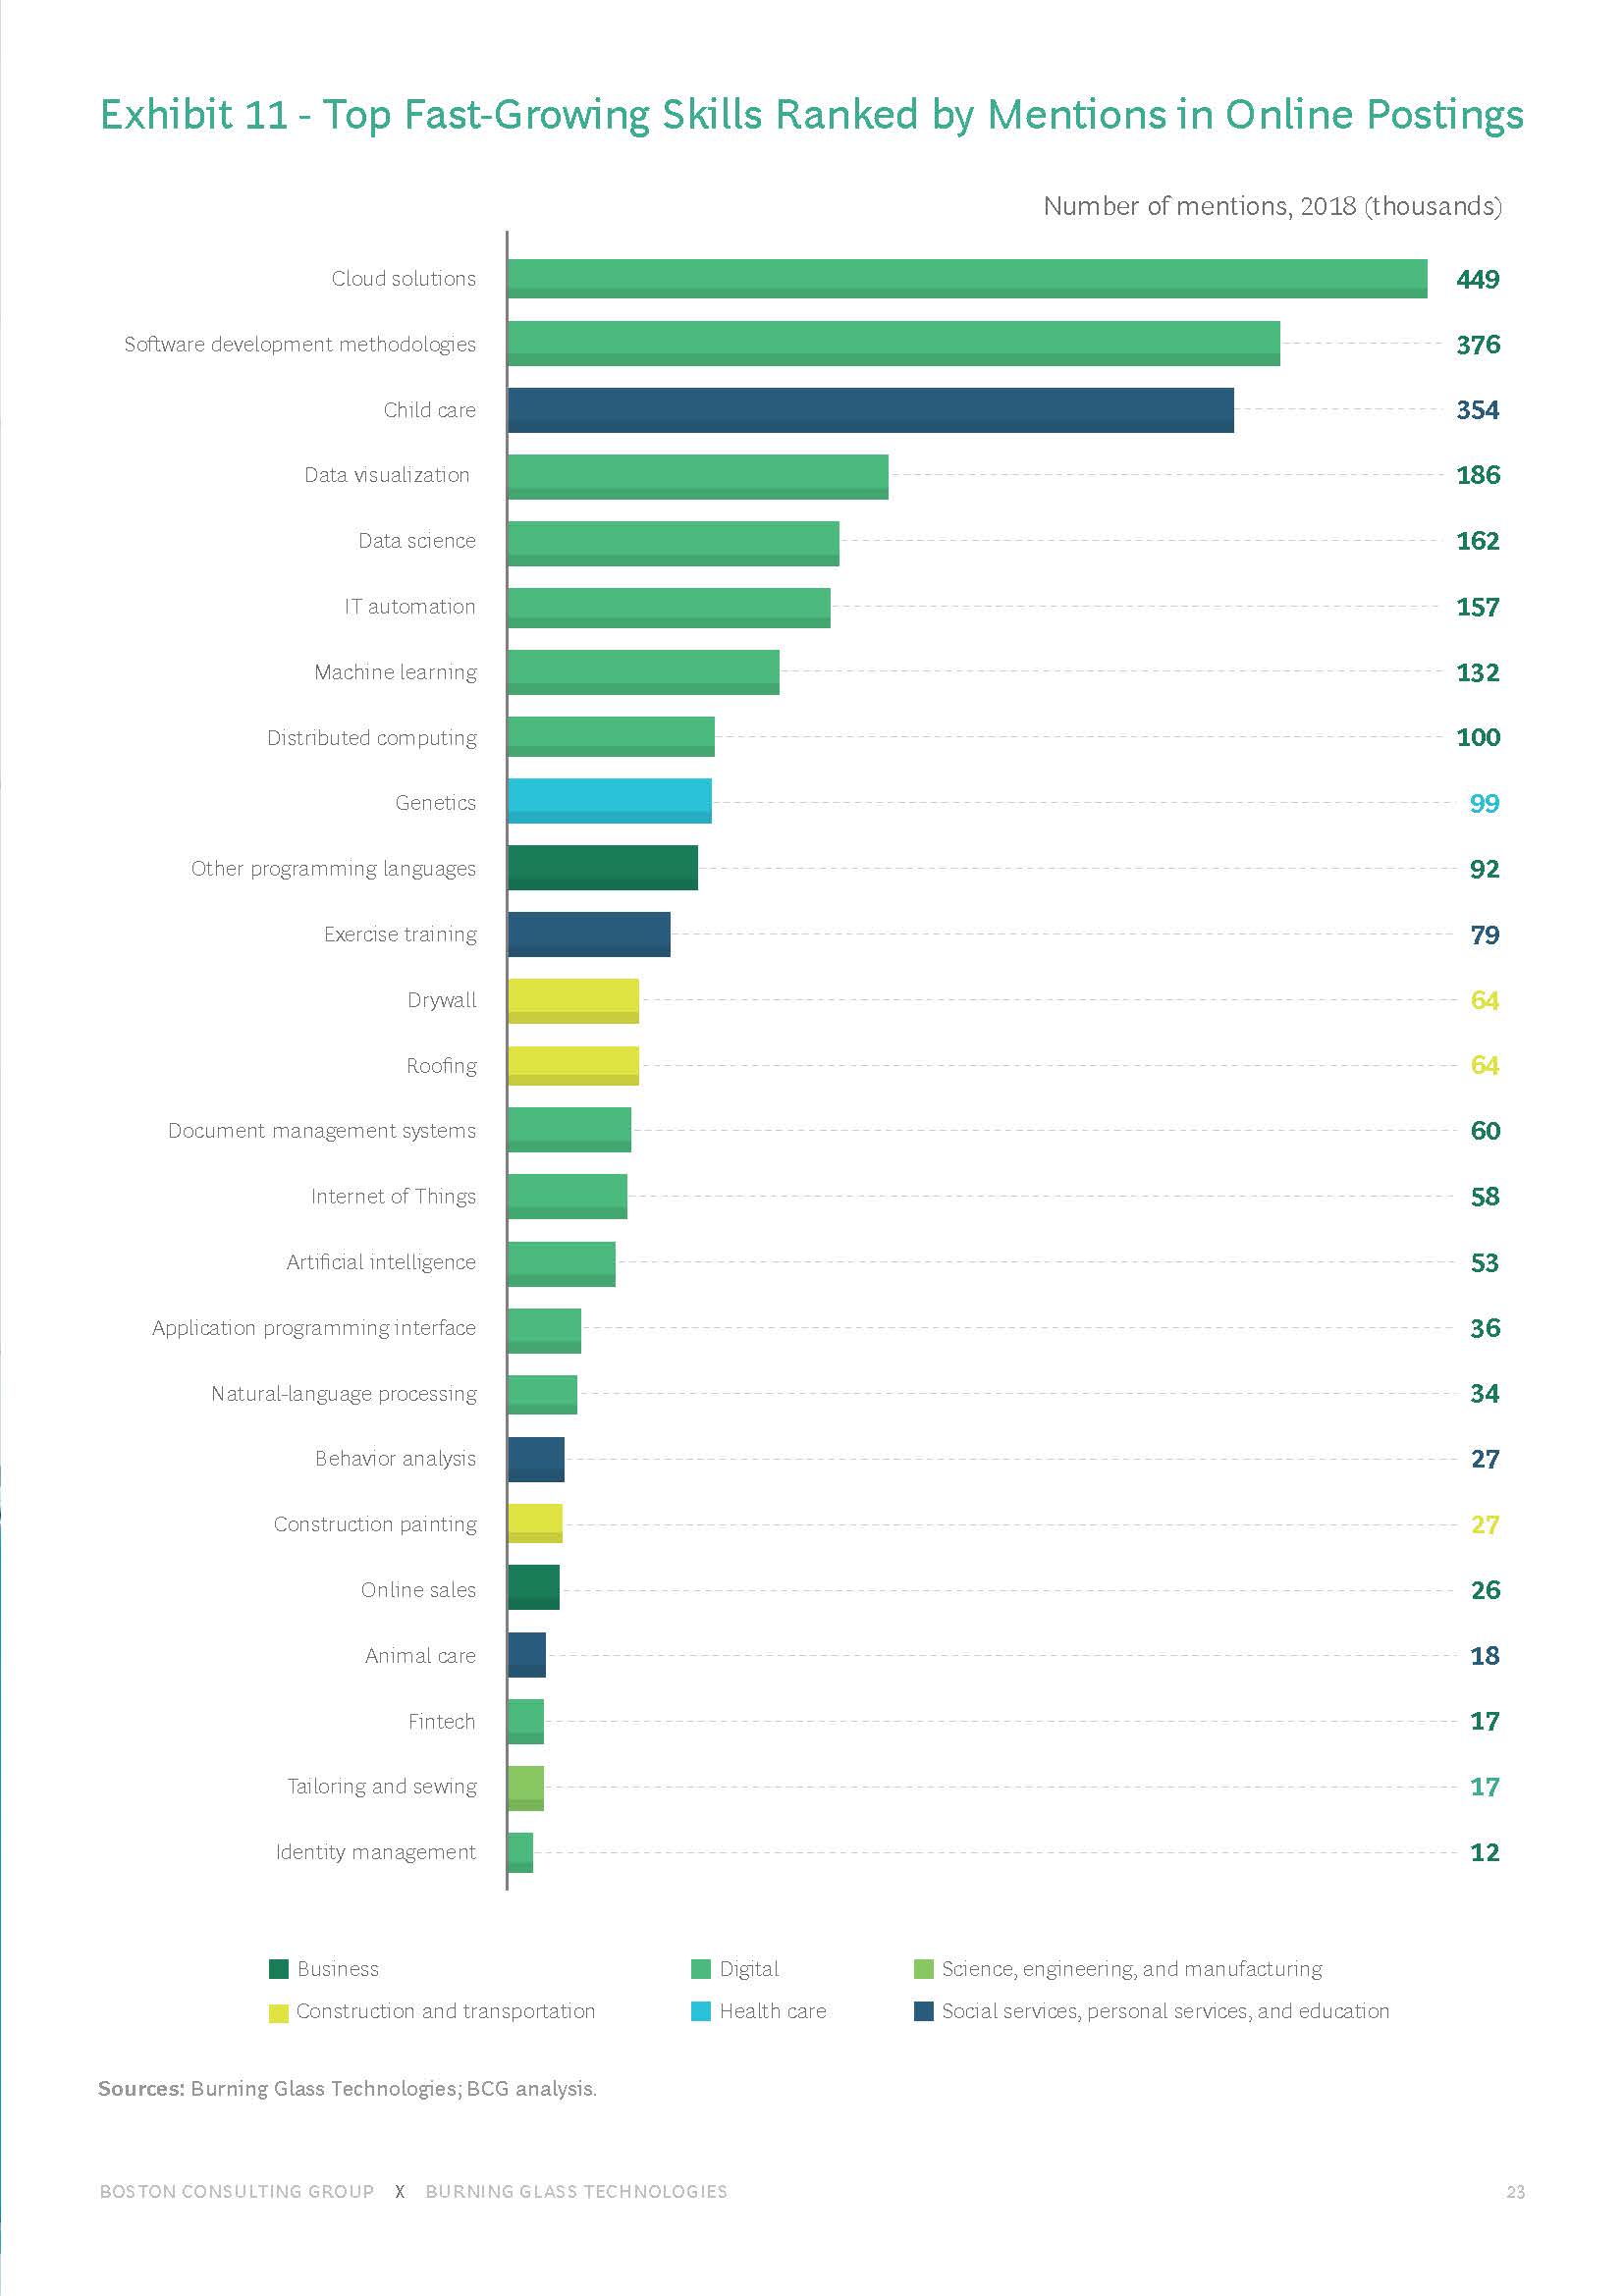 Exhibit 11 - Top Fast-Growing Skills Ranked by Mentions in Online Postings
Number of mentions, 2018 (thousands)
Cloud solutions 449
Software development methodologies 376
Child care 354
Data visualization 186
Data science 162
IT automation 157
Machine learning 132
Distributed computing 100
Genetics 99
Other programming languages 92
Exercise training 79
Drywall 64
Roofing 64
Document management systems 60
Internet of Things 58
Artificial intelligence 53
Application programming interface 36
Natural-language processing 34
Behavior analysis 27
Construction painting 27
Online sales 26
Animal care 18
Fintech 17
Tailoring and sewing 17
Identity management 12
Business Digital Science, engineering, and manufacturing
Construction and transportation Health care Social services, personal services, and education
Sources: Burning Glass Technologies; BCG analysis.
BOSTON CONSULTING GROUP X BURNING GLASS TECHNOLOGIES 23